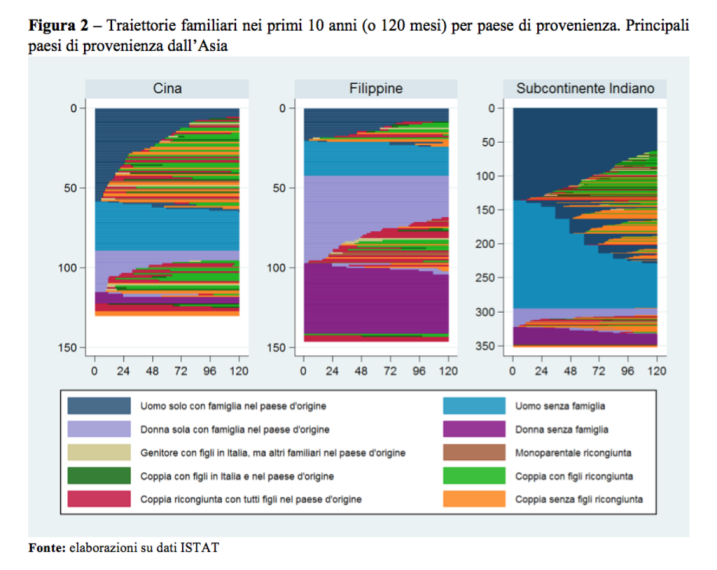 Figura 2 – Traiettorie familiari nei primi 10 anni (o 120 mesi) per paese di provenienza. Principali
paesi di provenienza dall'Asia
Cina
0
50
100
150
0 24 48 72 96 120
Filippine
0
50
100
150
0 24 48 72 96 120
Subcontinente Indiano
0
50
100
150
200
250
300
350
0 24 48 72 96 120
Uomo solo con famiglia nel paese d'origine
Uomo senza famiglia
Donna sola con famiglia nel paese d'origine
Donna senza famiglia
Genitore con figli in Italia, ma altri familiari nel paese d'origine
Monoparentale ricongiunta
Coppia con figli in Italia e nel paese d'origine
Coppia con figli ricongiunta
Coppia ricongiunta con tutti figli nel paese d'origine
Coppia senza figli ricongiunta
Fonte: elaborazioni su dati ISTAT